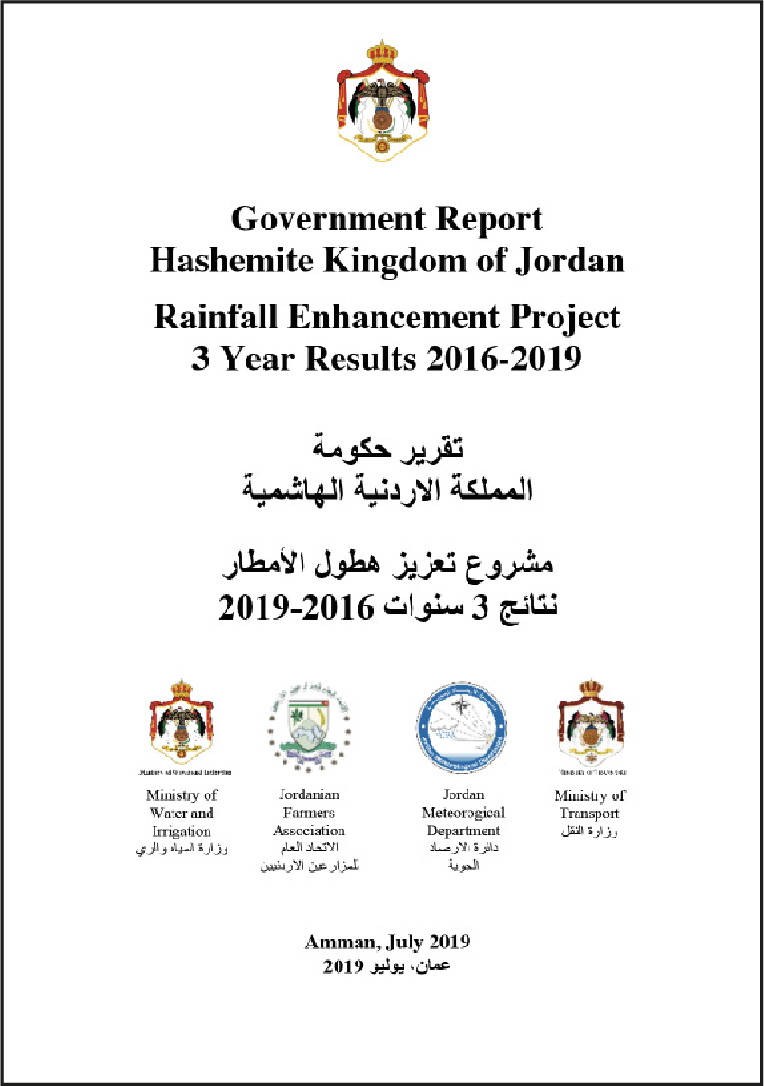 Government Report
Hashemite Kingdom of Jordan
Rainfall Enhancement Project
3 Year Results 2016-2019
تقرير حكومة
المملكة الاردنية الهاشمية
مشروع تعزيز هطول الأمطار
نتائج 3 سنوات 2016-2019
Ministry of
Water and
Irrigation
وزارة المياه والري
Jordanian
Farmers
Association
الاتحاد العام
للمزارعين الاردنيين
Jordan
Meteorogical
Department
دائرة الارصاد
الجوية
Ministry of
Transport
وزارة النقل
Amman, July 2019
عمان، يوليو 2019